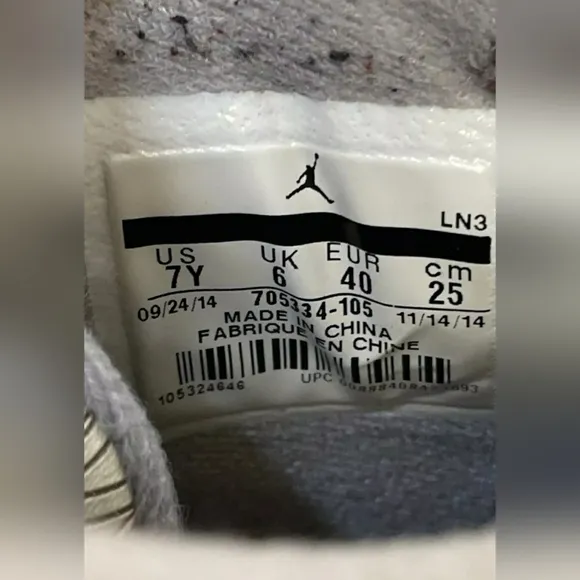 LN3
US UK EUR cm
7Y 6 40 25
09/24/14 705334-105 11/14/14
MADE IN CHINA
FABRIQUE EN CHINE
105324646 UPC